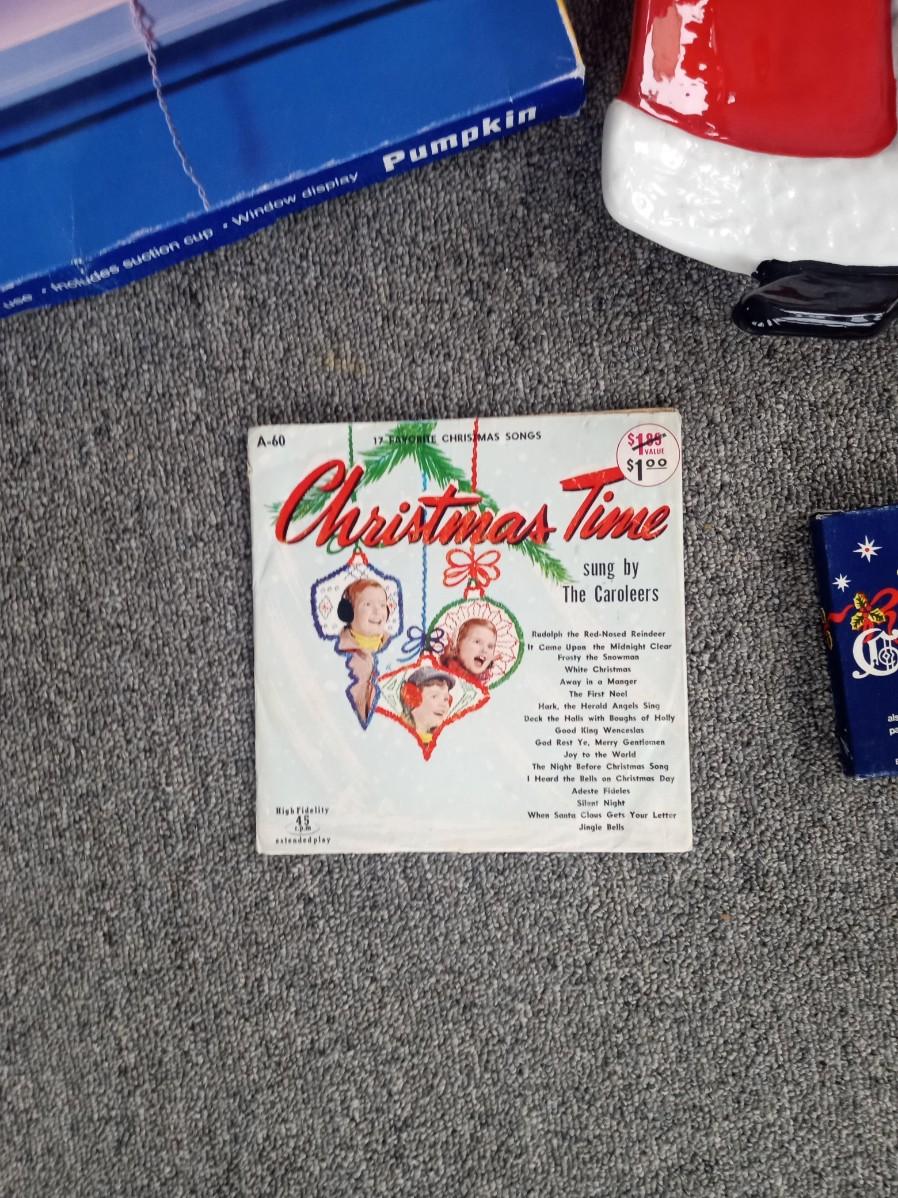 Pumpkin
use • Includes suction cup • Window display
A-60
17 FAVORITE CHRISTMAS SONGS
$1.89
VALUE
$1.00
Christmas Time
sung by
The Caroleers
Rudolph the Red-Nosed Reindeer
It Came Upon the Midnight Clear
Frosty the Snowman
White Christmas
Away in a Manger
The First Noel
Hark, the Herald Angels Sing
Deck the Halls with Boughs of Holly
Good King Wenceslas
God Rest Ye, Merry Gentlemen
Joy to the World
The Night Before Christmas Song
I Heard the Bells on Christmas Day
Adeste Fideles
Silent Night
When Santa Claus Gets Your Letter
Jingle Bells
High Fidelity
45
r.p.m
extended play